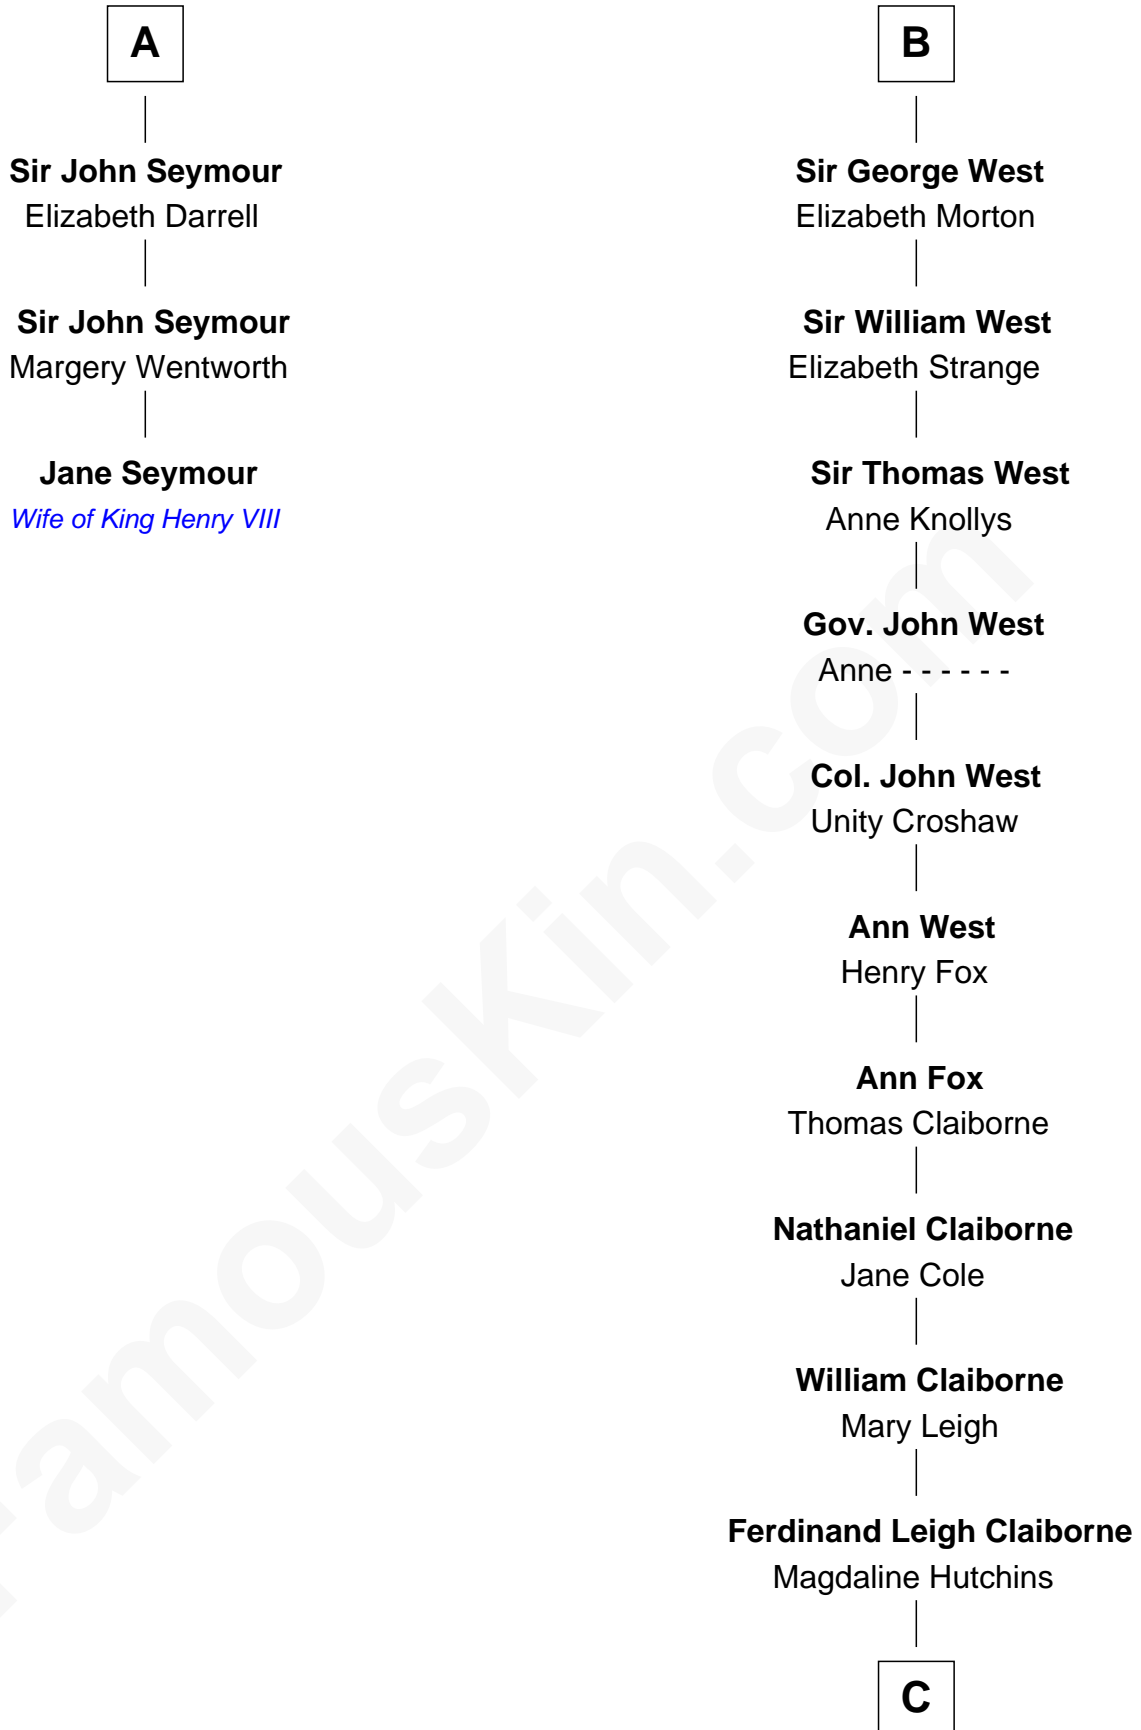 A
Sir John Seymour
Elizabeth Darrell
Sir John Seymour
Margery Wentworth
Jane Seymour
Wife of King Henry VIII
B
Sir George West
Elizabeth Morton
Sir William West
Elizabeth Strange
Sir Thomas West
Anne Knollys
Gov. John West
Anne - - - - - -
Col. John West
Unity Croshaw
Ann West
Henry Fox
Ann Fox
Thomas Claiborne
Nathaniel Claiborne
Jane Cole
William Claiborne
Mary Leigh
Ferdinand Leigh Claiborne
Magdaline Hutchins
C
FamousKin.com